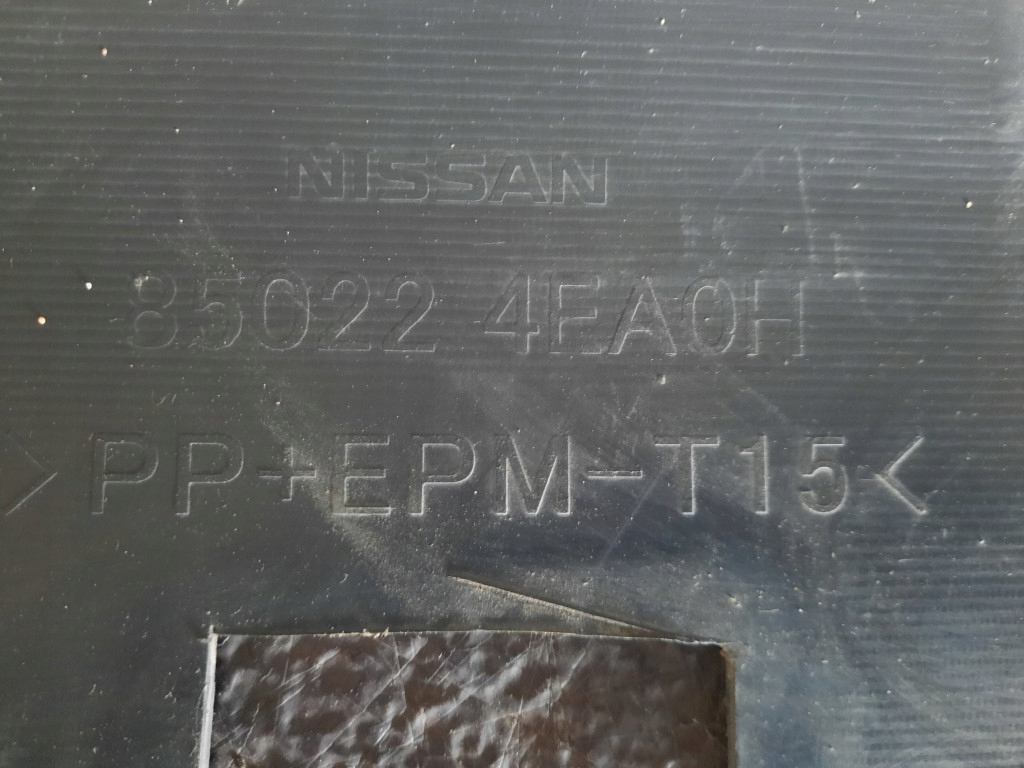 NISSAN
85022 4EA0H
>PP+EPM-T15<